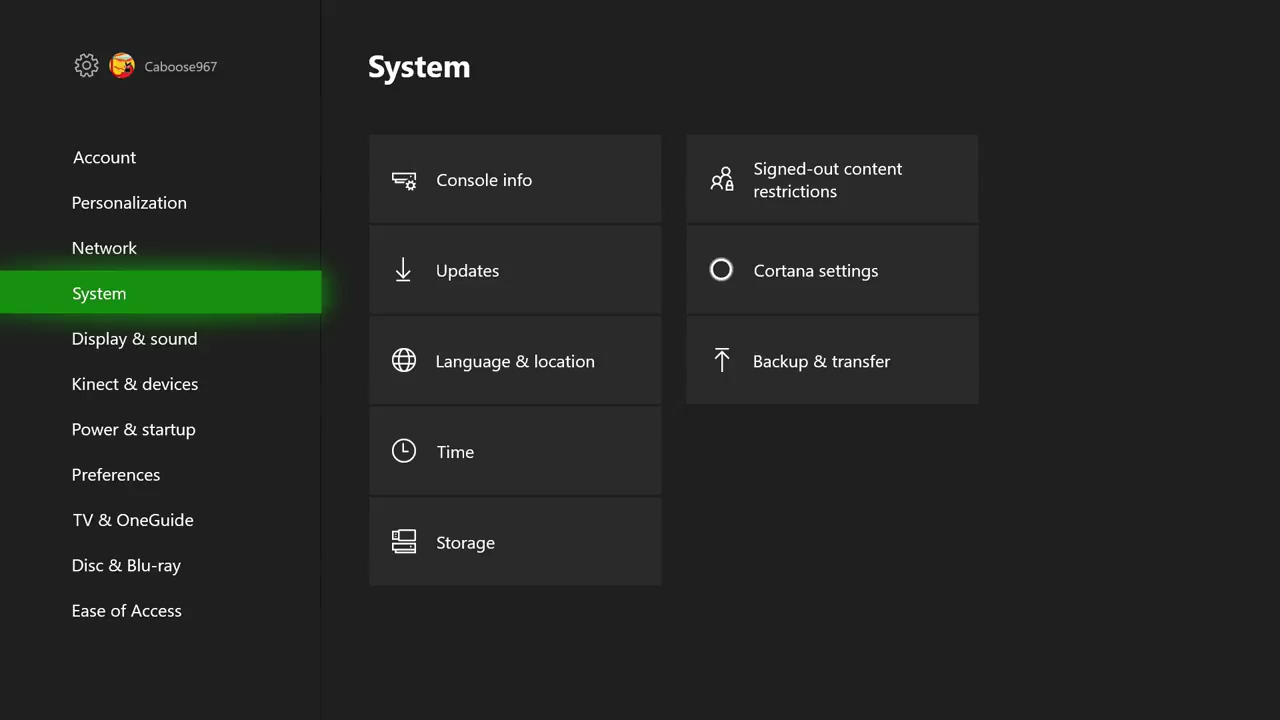 Caboose967
Account
Personalization
Network
System
Display & sound
Kinect & devices
Power & startup
Preferences
TV & OneGuide
Disc & Blu-ray
Ease of Access
System
Console info
Updates
Language & location
Time
Storage
Signed-out content
restrictions
Cortana settings
Backup & transfer